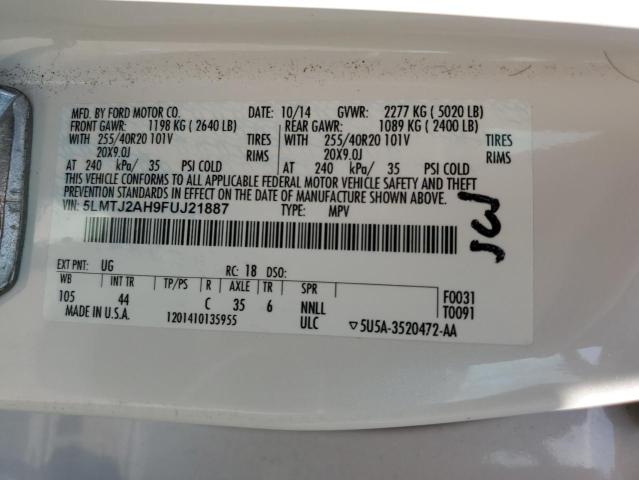 MFD. BY FORD MOTOR CO. DATE: 10/14 GVWR: 2277 KG ( 5020 LB)
FRONT GAWR: 1198 KG ( 2640 LB) REAR GAWR: 1089 KG ( 2400 LB)
WITH 255/40R20 101V TIRES WITH 255/40R20 101V TIRES
20X9.0J RIMS 20X9.0J RIMS
AT 240 kPa/ 35 PSI COLD AT 240 kPa/ 35 PSI COLD
THIS VEHICLE CONFORMS TO ALL APPLICABLE FEDERAL MOTOR VEHICLE SAFETY AND THEFT
PREVENTION STANDARDS IN EFFECT ON THE DATE OF MANUFACTURE SHOWN ABOVE.
VIN: 5LMTJ2AH9FUJ21887 TYPE: MPV
EXT PNT: UG RC: 18 DSO:
WB INT TR TP/PS R AXLE TR SPR F0031
105 44 C 35 6 NNLL T0091
MADE IN U.S.A. 1201410135955 ULC ▽5U5A-3520472-AA